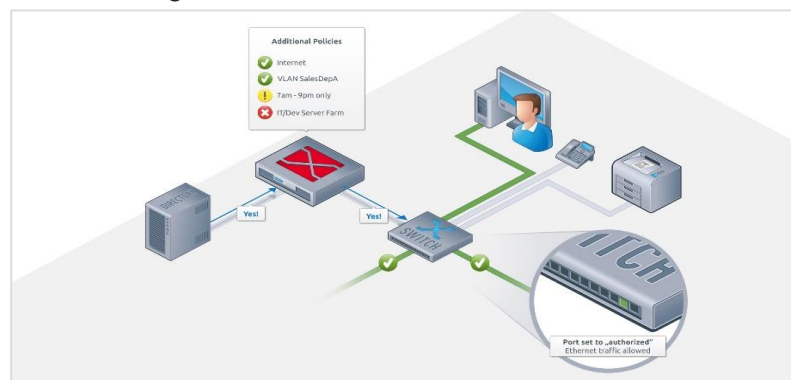 Additional Policies
Internet
VLAN SalesDepA
7am - 9pm only
IT/Dev Server Farm
Yes!
Yes!
SWITCH
ITCH
Port set to „authorized”
Ethernet traffic allowed